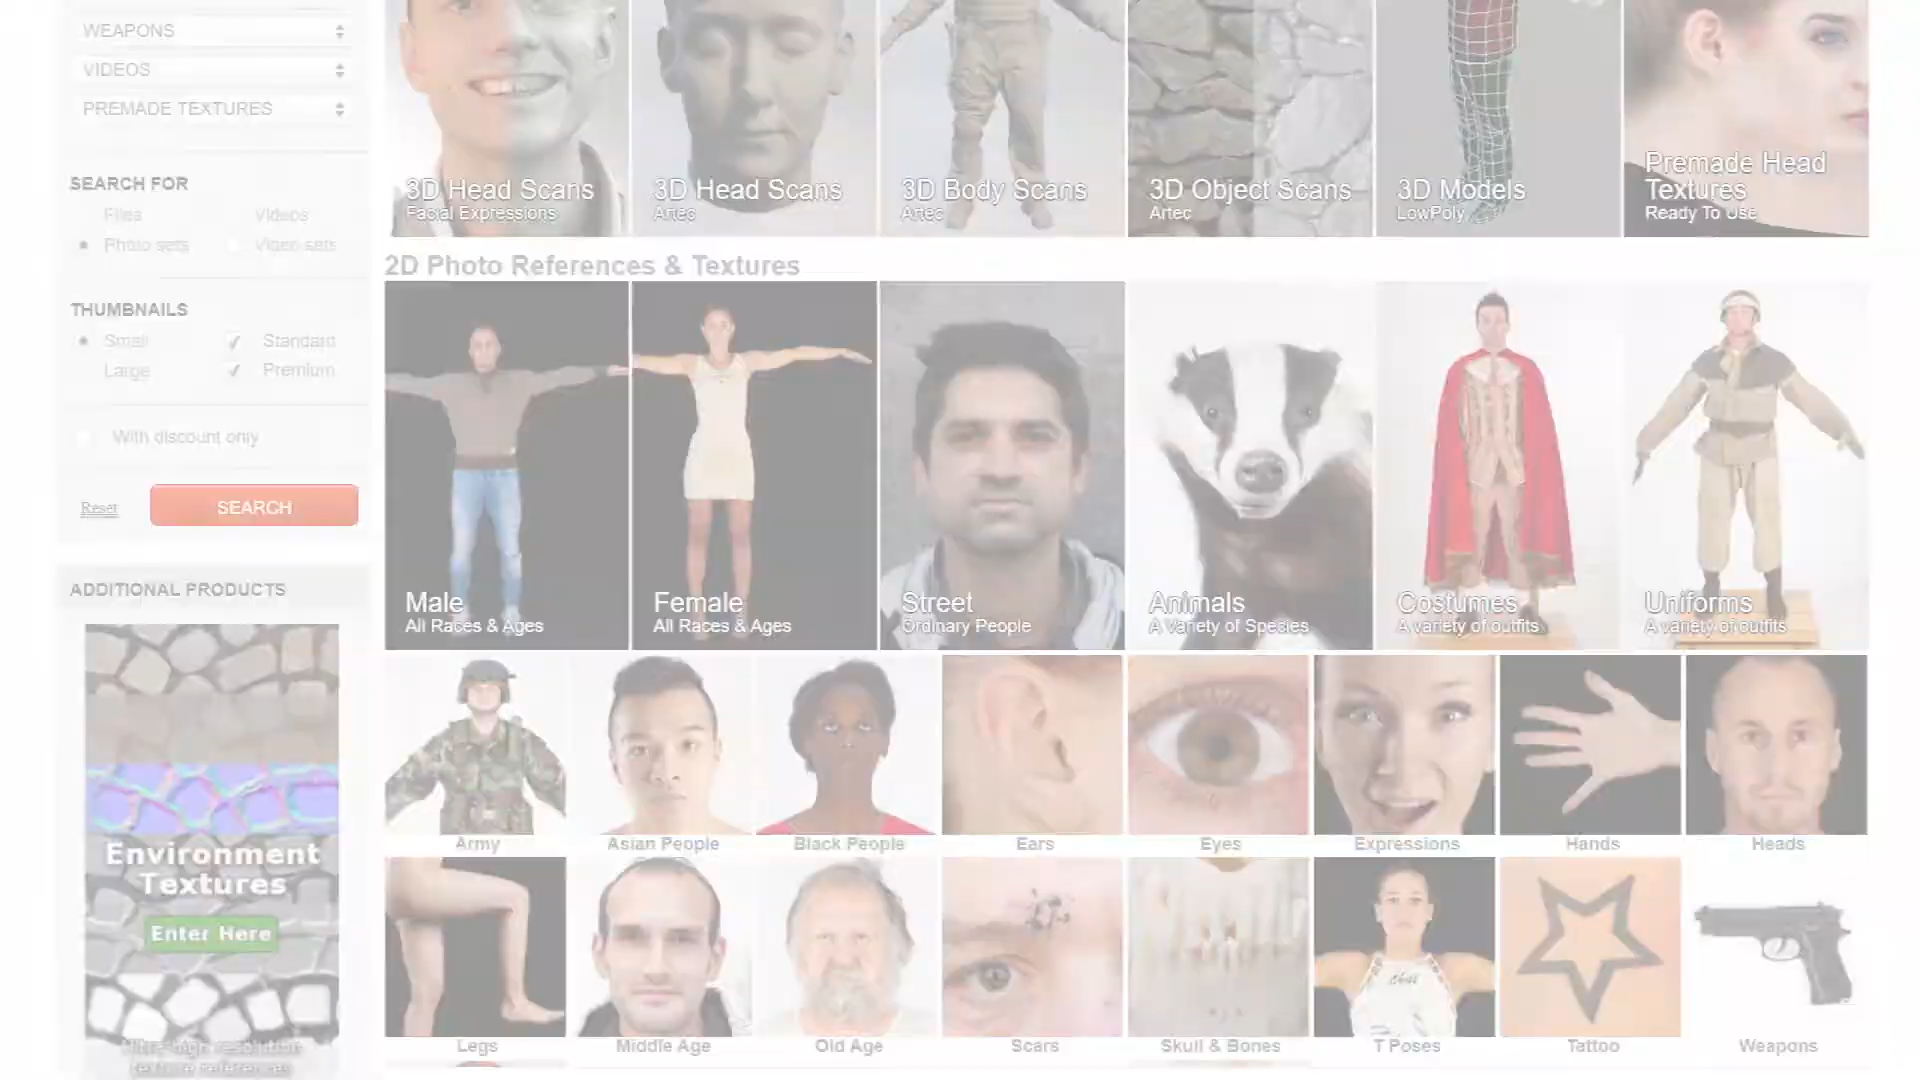 WEAPONS
VIDEOS
PREMADE TEXTURES
SEARCH FOR
Files
Videos
Photo sets
Video sets
THUMBNAILS
Small
Standard
Large
Premium
With discount only
Reset
SEARCH
ADDITIONAL PRODUCTS
Environment
Textures
Enter Here
Ultra-high resolution
texture references
3D Head Scans
Facial Expressions
3D Head Scans
Artec
3D Body Scans
Artec
3D Object Scans
Artec
3D Models
LowPoly
Premade Head
Textures
Ready To Use
2D Photo References & Textures
Male
All Races & Ages
Female
All Races & Ages
Street
Ordinary People
Animals
A Variety of Species
Costumes
A variety of outfits
Uniforms
A variety of outfits
Army
Asian People
Black People
Ears
Eyes
Expressions
Hands
Heads
Legs
Middle Age
Old Age
Scars
Skull & Bones
T Poses
Tattoo
Weapons